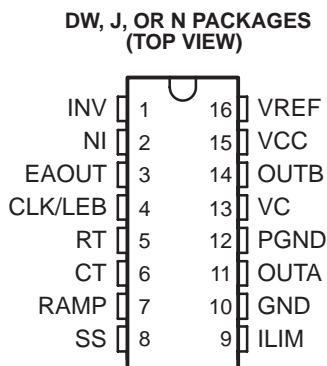 DW, J, OR N PACKAGES
(TOP VIEW)
INV 1 16 VREF
NI 2 15 VCC
EAOUT 3 14 OUTB
CLK/LEB 4 13 VC
RT 5 12 PGND
CT 6 11 OUTA
RAMP 7 10 GND
SS 8 9 ILIM